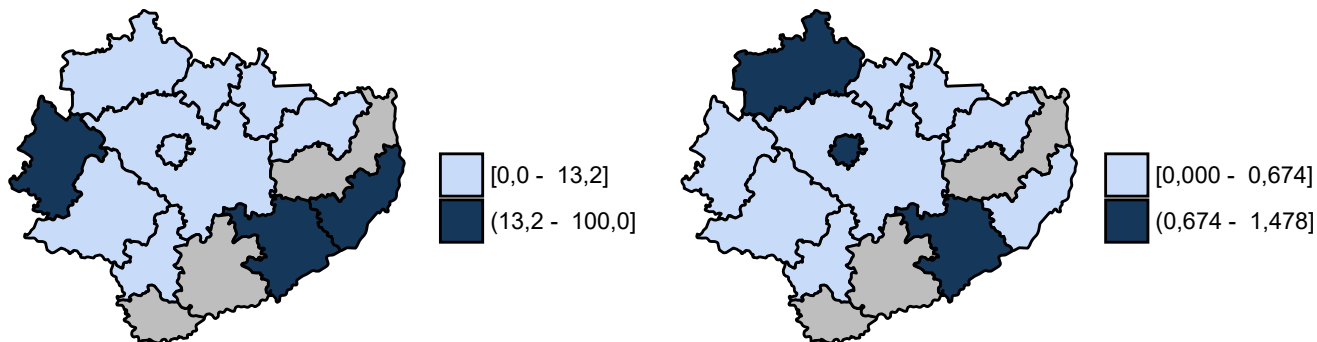 [0,0 -  13,2]
(13,2 -  100,0]
[0,000 -  0,674]
(0,674 -  1,478]